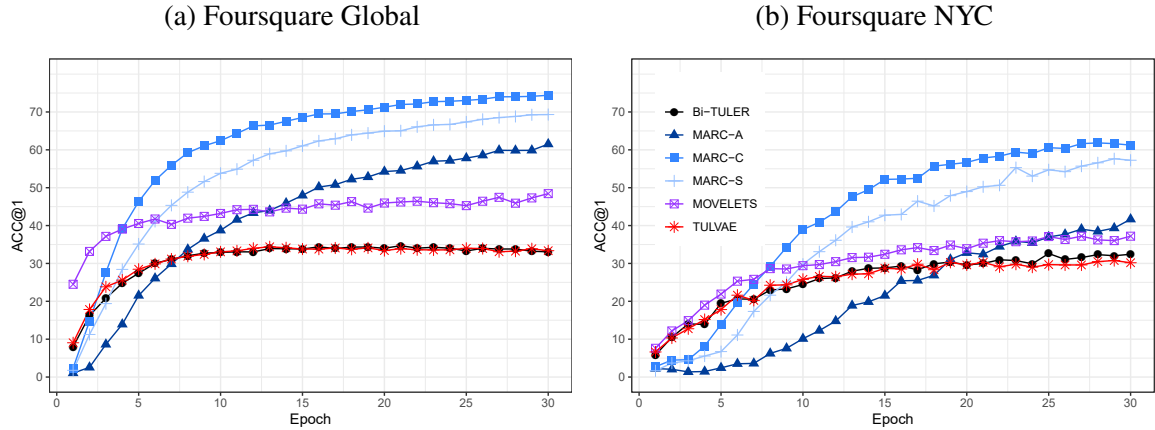 (a) Foursquare Global
(b) Foursquare NYC
ACC@1
70
60
50
40
30
20
10
0
0
5
10
15
20
25
30
Epoch
ACC@1
70
60
50
40
30
20
10
0
Bi−TULER
MARC−A
MARC−C
MARC−S
MOVELETS
TULVAE
0
5
10
15
20
25
30
Epoch